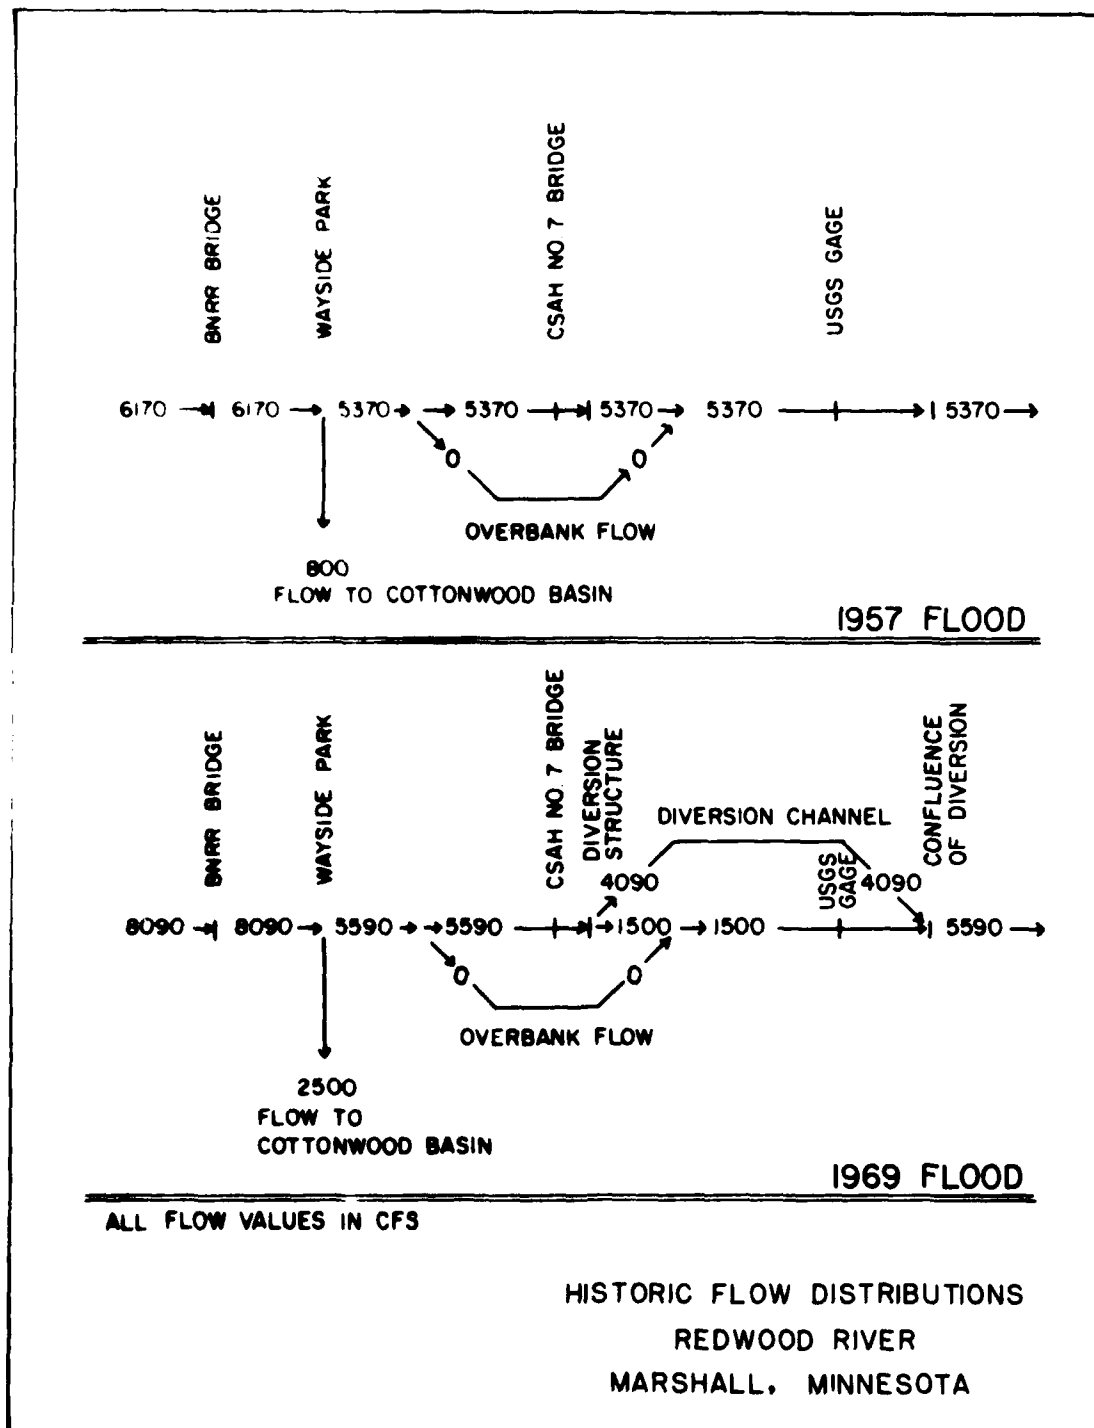 BNRR BRIDGE
WAYSIDE PARK
CSAH NO. 7 BRIDGE
USGS GAGE
6170 6170 5370 5370 5370 5370 5370
0 0
OVERBANK FLOW
800
FLOW TO COTTONWOOD BASIN
1957 FLOOD
BNRR BRIDGE
WAYSIDE PARK
CSAH NO. 7 BRIDGE
DIVERSION
STRUCTURE
DIVERSION CHANNEL
USGS
GAGE
CONFLUENCE
OF DIVERSION
4090 4090
8090 8090 5590 5590 1500 1500 5590
0 0
OVERBANK FLOW
2500
FLOW TO
COTTONWOOD BASIN
1969 FLOOD
ALL FLOW VALUES IN CFS
HISTORIC FLOW DISTRIBUTIONS
REDWOOD RIVER
MARSHALL, MINNESOTA